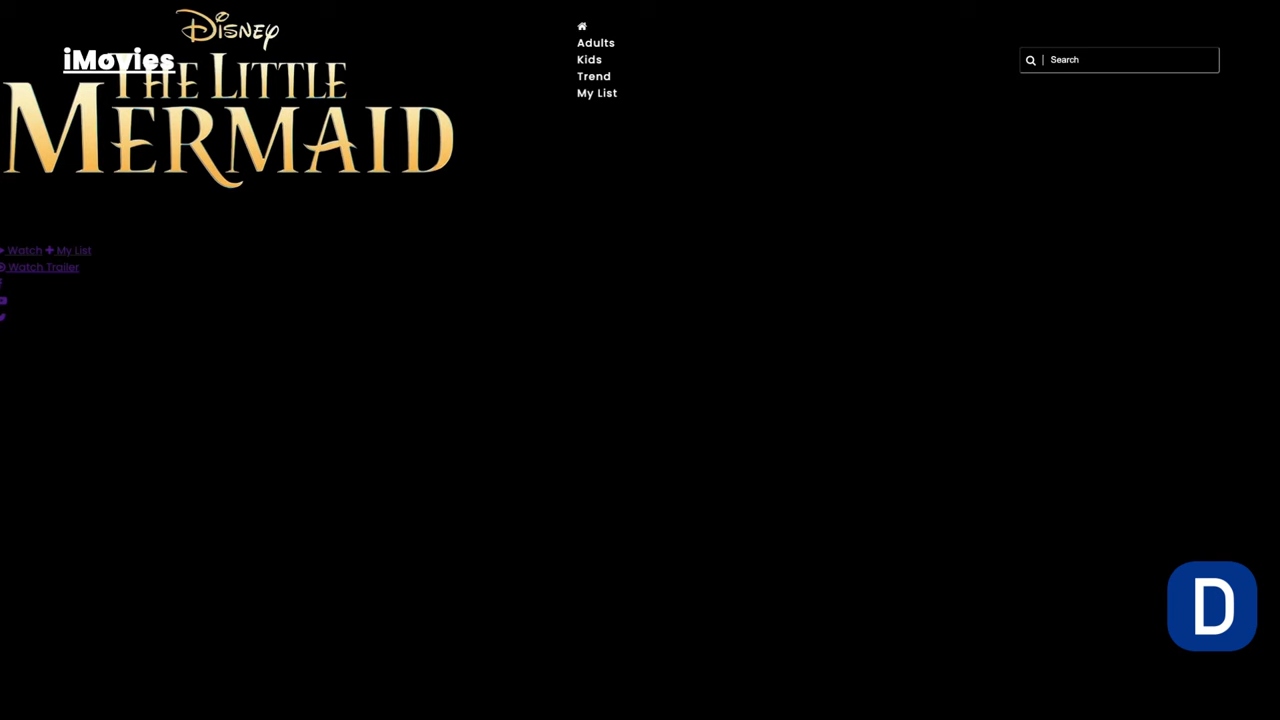 Disney
iMovies
THE LITTLE
MERMAID
Adults
Kids
Trend
My List
Search
Watch My List
Watch Trailer
D